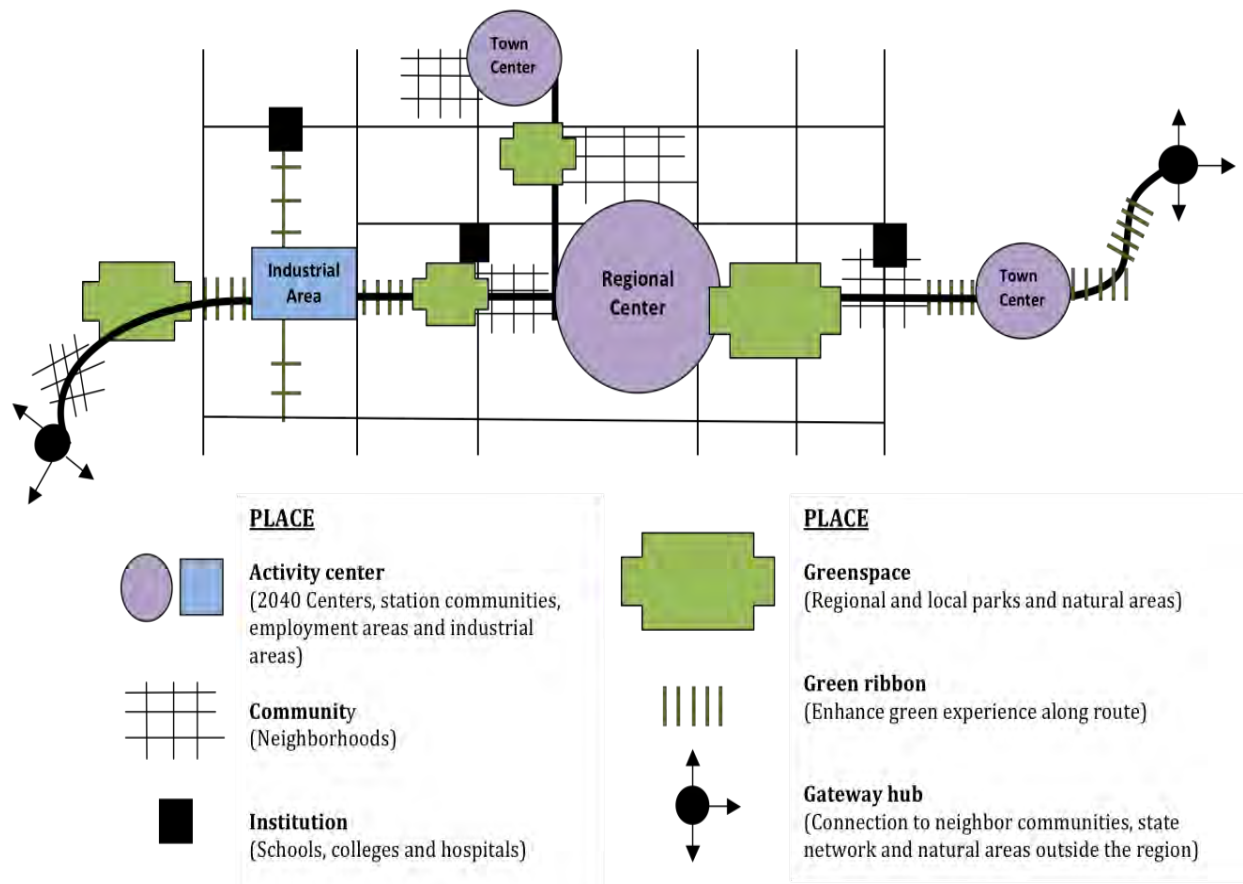 Town
Center
Industrial
Area
Regional
Center
Town
Center
PLACE
Activity center
(2040 Centers, station communities,
employment areas and industrial
areas)
Community
(Neighborhoods)
Institution
(Schools, colleges and hospitals)
PLACE
Greenspace
(Regional and local parks and natural areas)
Green ribbon
(Enhance green experience along route)
Gateway hub
(Connection to neighbor communities, state
network and natural areas outside the region)